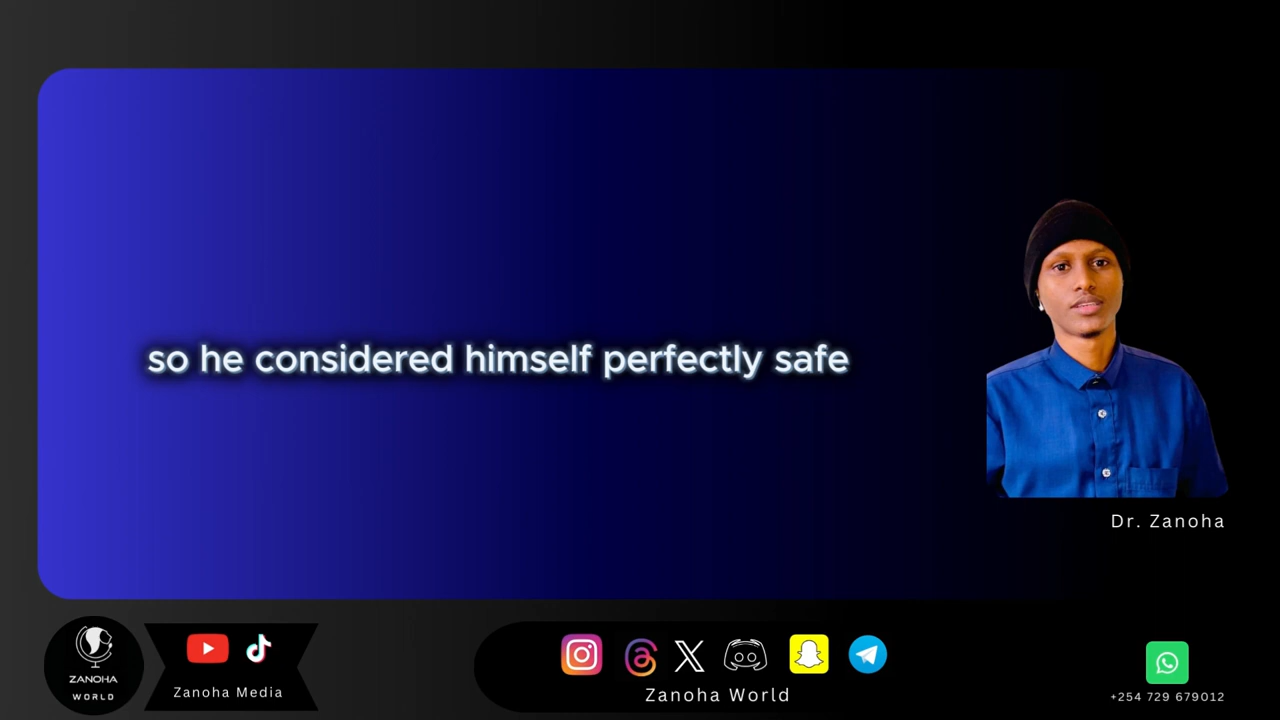 so he considered himself perfectly safe
Dr. Zanoha
ZANOHA
WORLD
Zanoha Media
Zanoha World
+254 729 679012